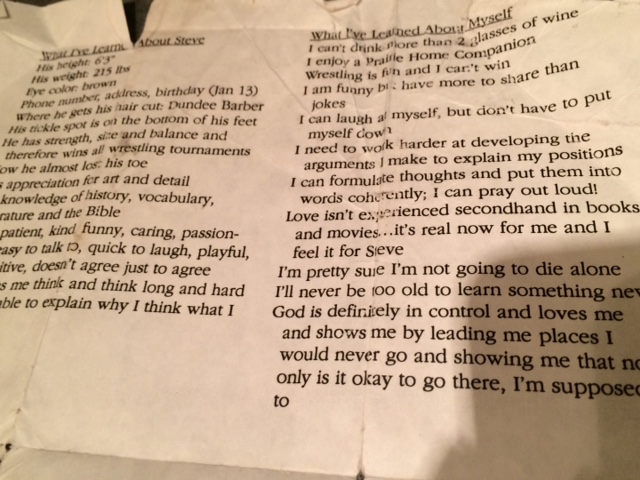 What I've Learn About Steve
His height: 6'5"
His weight: 215 lbs
Eye color: brown
Phone number, address, birthday (Jan 13)
Where he gets his hair cut: Dundee Barber
His tickle spot is on the bottom of his feet
He has strength, size and balance and
therefore wins all wrestling tournaments
ow he almost lost his toe
s appreciation for art and detail
knowledge of history, vocabulary,
rature and the Bible
patient, kind funny, caring, passion-
easy to talk to, quick to laugh, playful,
itive, doesn't agree just to agree
s me think and think long and hard
ble to explain why I think what I
What I've Learned About Myself
I can't drink more than 2 glasses of wine
I enjoy a Prairie Home Companion
Wrestling is fun and I can't win
I am funny but have more to share than
jokes
I can laugh at myself, but don't have to put
myself down
I need to work harder at developing the
arguments I make to explain my positions
I can formulate thoughts and put them into
words coherently; I can pray out loud!
Love isn't experienced secondhand in books
and movies...it's real now for me and I
feel it for Steve
I'm pretty sure I'm not going to die alone
I'll never be too old to learn something new
God is definitely in control and loves me
and shows me by leading me places I
would never go and showing me that no
only is it okay to go there, I'm supposed
to